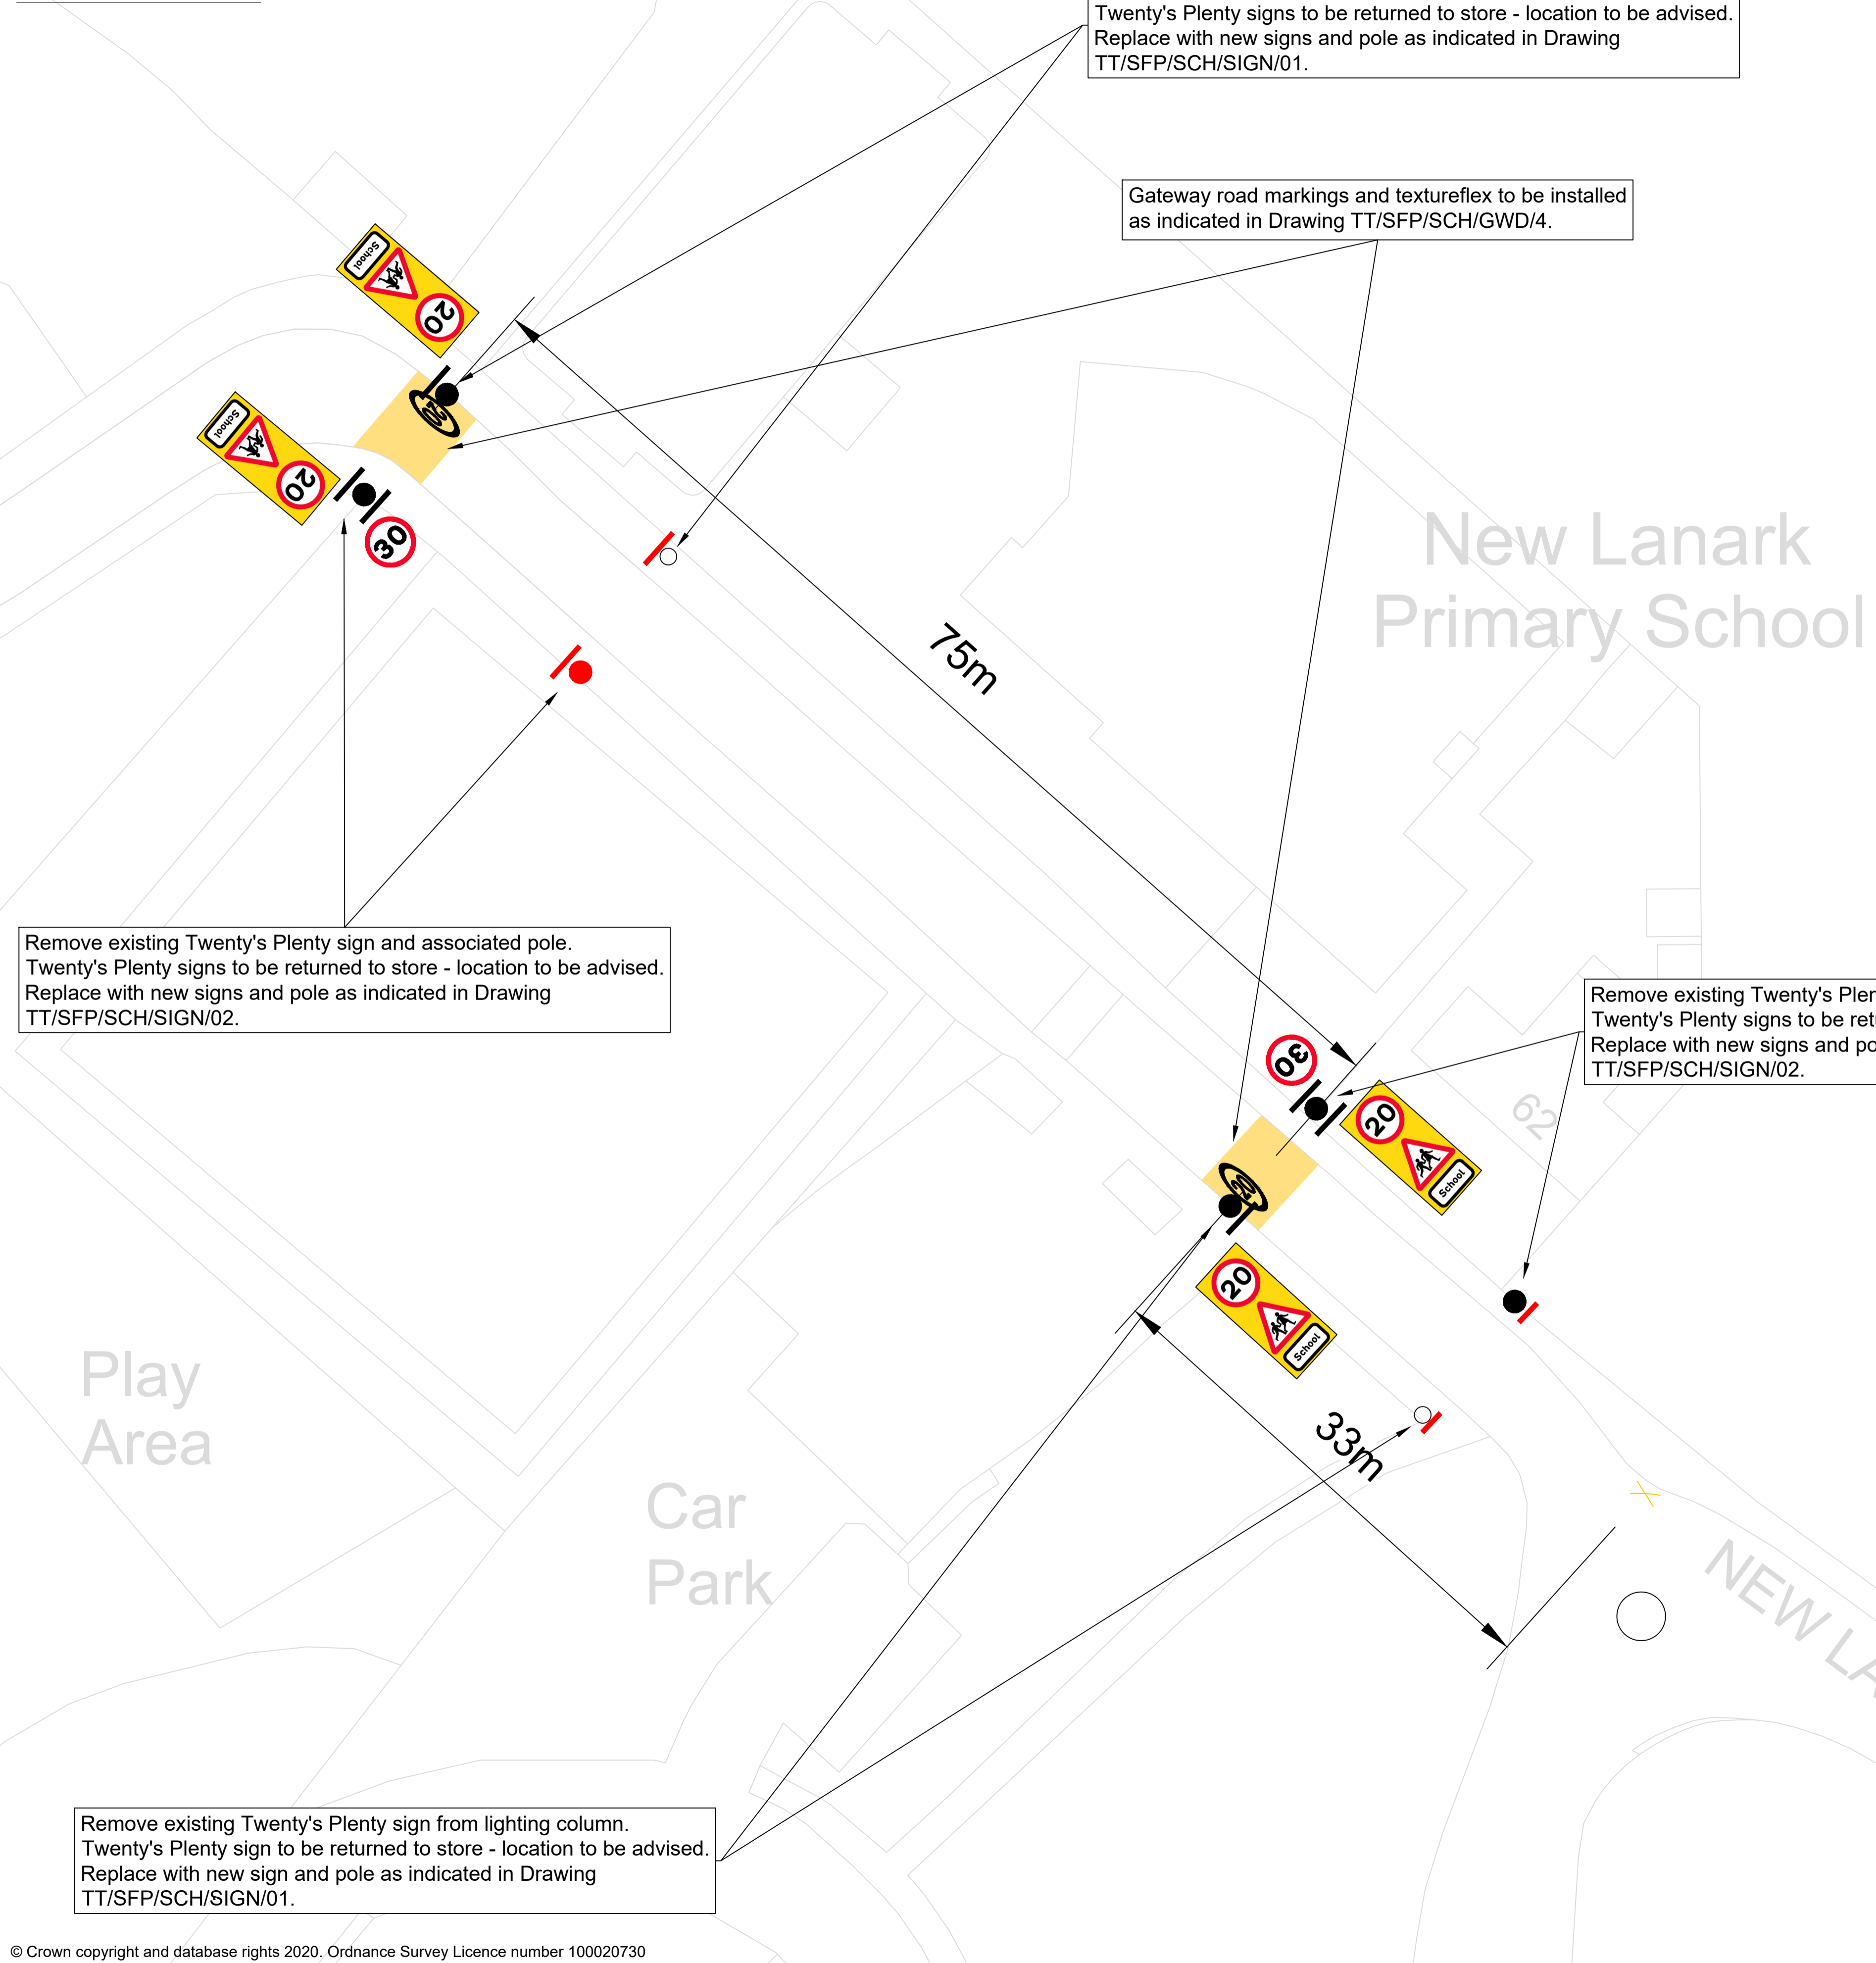 Twenty's Plenty signs to be returned to store - location to be advised.
Replace with new signs and pole as indicated in Drawing
TT/SFP/SCH/SIGN/01.
Gateway road markings and textureflex to be installed
as indicated in Drawing TT/SFP/SCH/GWD/4.
School
20
20
School
20
30
New Lanark
Primary School
75m
Remove existing Twenty's Plenty sign and associated pole.
Twenty's Plenty signs to be returned to store - location to be advised.
Replace with new signs and pole as indicated in Drawing
TT/SFP/SCH/SIGN/02.
Remove existing Twenty's Plen
Twenty's Plenty signs to be ret
Replace with new signs and po
TT/SFP/SCH/SIGN/02.
30
20
School
62
20
20
School
33m
Play
Area
Car
Park
NEW LA
Remove existing Twenty's Plenty sign from lighting column.
Twenty's Plenty sign to be returned to store - location to be advised.
Replace with new sign and pole as indicated in Drawing
TT/SFP/SCH/SIGN/01.
© Crown copyright and database rights 2020. Ordnance Survey Licence number 100020730